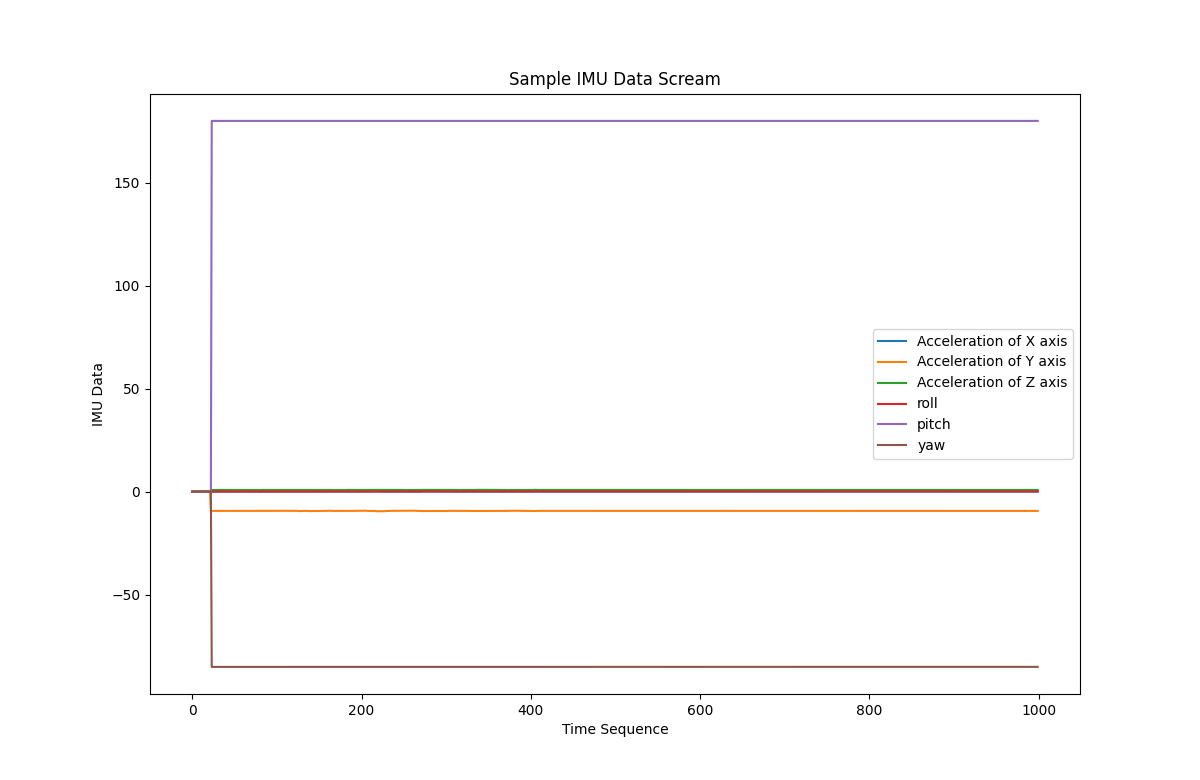 Sample IMU Data Scream
150
100
50
0
−50
IMU Data
Acceleration of X axis
Acceleration of Y axis
Acceleration of Z axis
roll
pitch
yaw
0 200 400 600 800 1000
Time Sequence